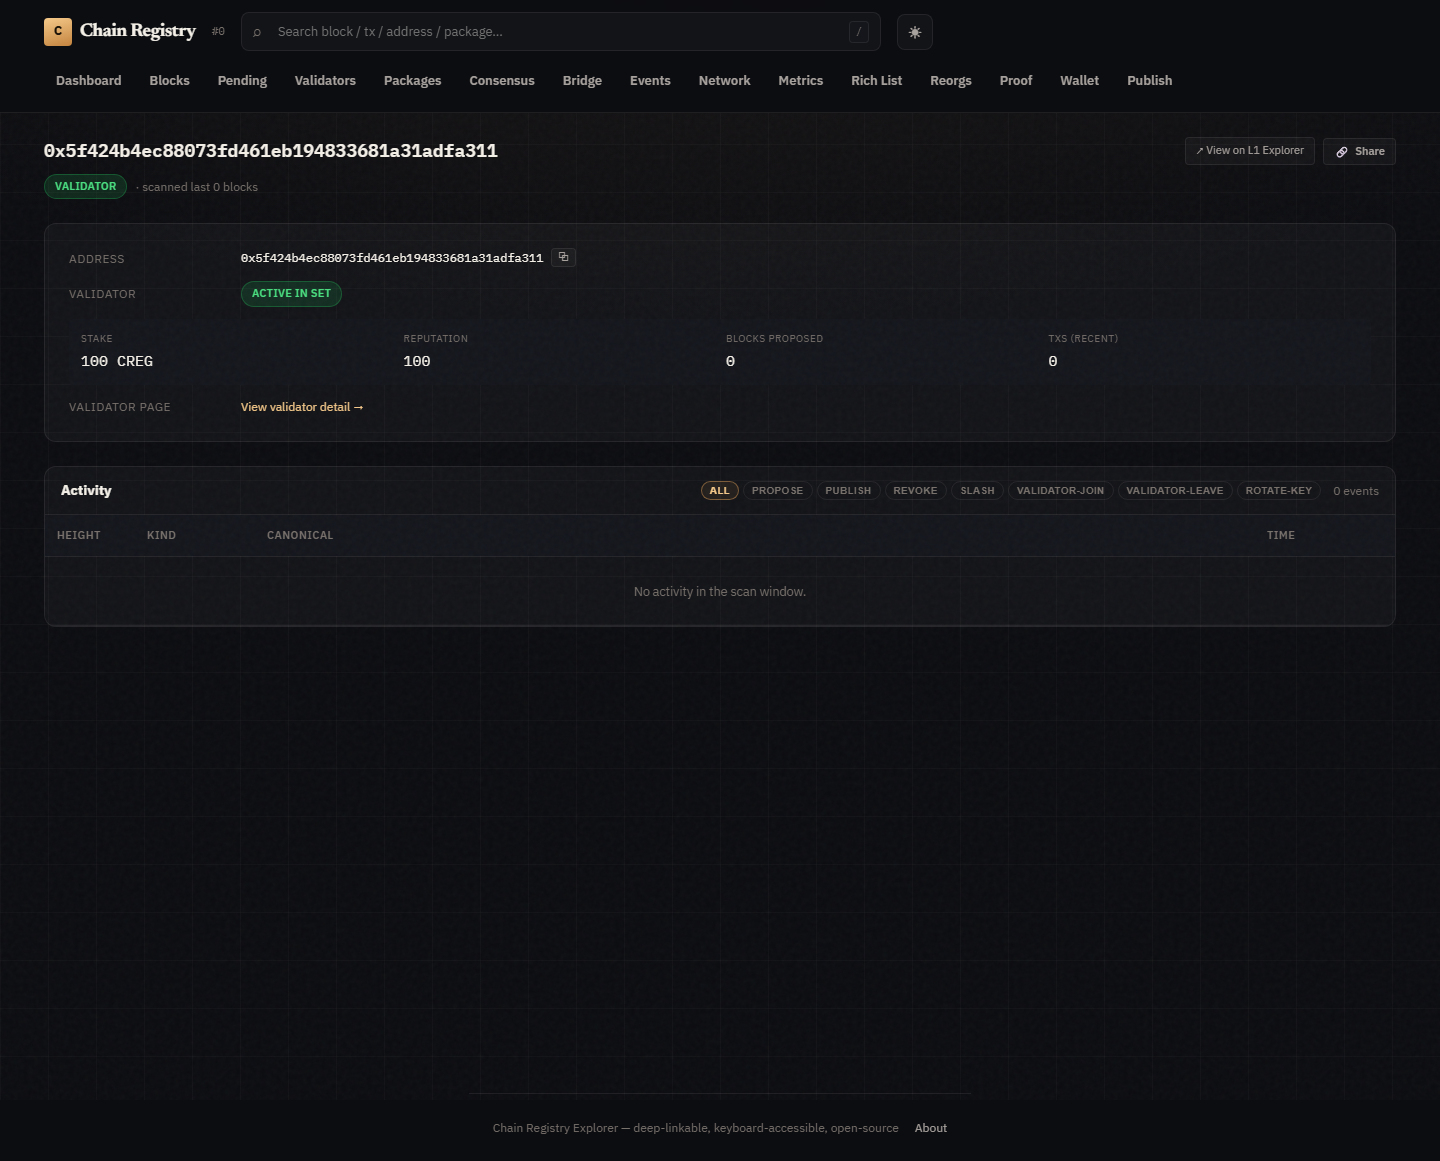 C Chain Registry #0 Search block / tx / address / package... /
Dashboard Blocks Pending Validators Packages Consensus Bridge Events Network Metrics Rich List Reorgs Proof Wallet Publish
0x5f424b4ec88073fd461eb194833681a31adfa311 ↗ View on L1 Explorer Share
VALIDATOR · scanned last 0 blocks
ADDRESS 0x5f424b4ec88073fd461eb194833681a31adfa311
VALIDATOR ACTIVE IN SET
STAKE REPUTATION BLOCKS PROPOSED TXS (RECENT)
100 CREG 100 0 0
VALIDATOR PAGE View validator detail →
Activity ALL PROPOSE PUBLISH REVOKE SLASH VALIDATOR-JOIN VALIDATOR-LEAVE ROTATE-KEY 0 events
HEIGHT KIND CANONICAL TIME
No activity in the scan window.
Chain Registry Explorer — deep-linkable, keyboard-accessible, open-source About